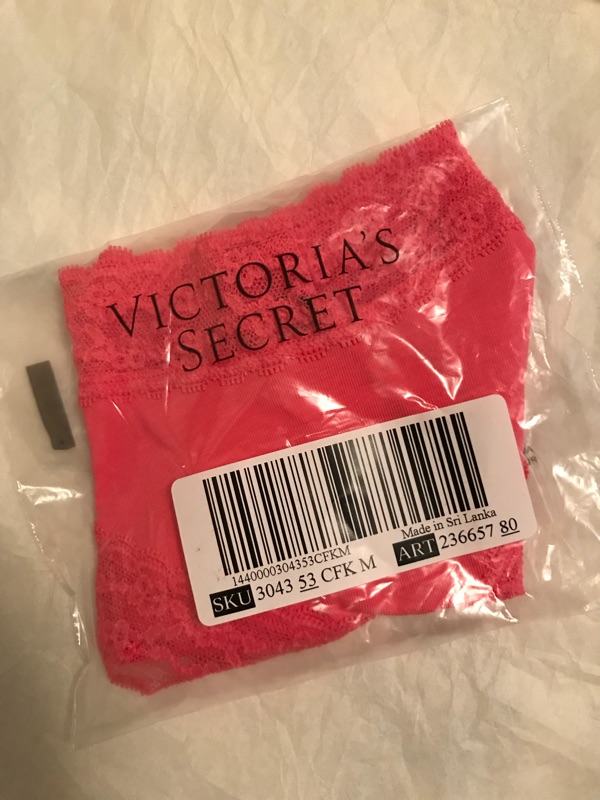 VICTORIA'S
SECRET
1440000304353CFKM
Made in Sri Lanka
SKU 3043 53 CFK M
ART 236657 80